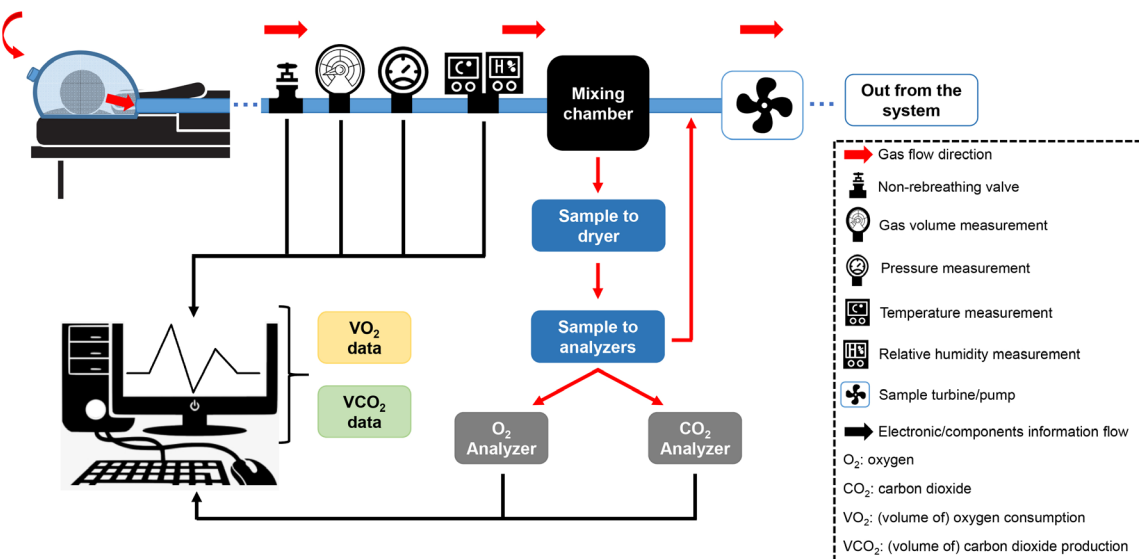 Mixing
chamber
Out from the
system
Sample to
dryer
Sample to
analyzers
VO₂
data
VCO₂
data
O₂
Analyzer
CO₂
Analyzer
Gas flow direction
Non-rebreathing valve
Gas volume measurement
Pressure measurement
Temperature measurement
Relative humidity measurement
Sample turbine/pump
Electronic/components information flow
O₂: oxygen
CO₂: carbon dioxide
VO₂: (volume of) oxygen consumption
VCO₂: (volume of) carbon dioxide production